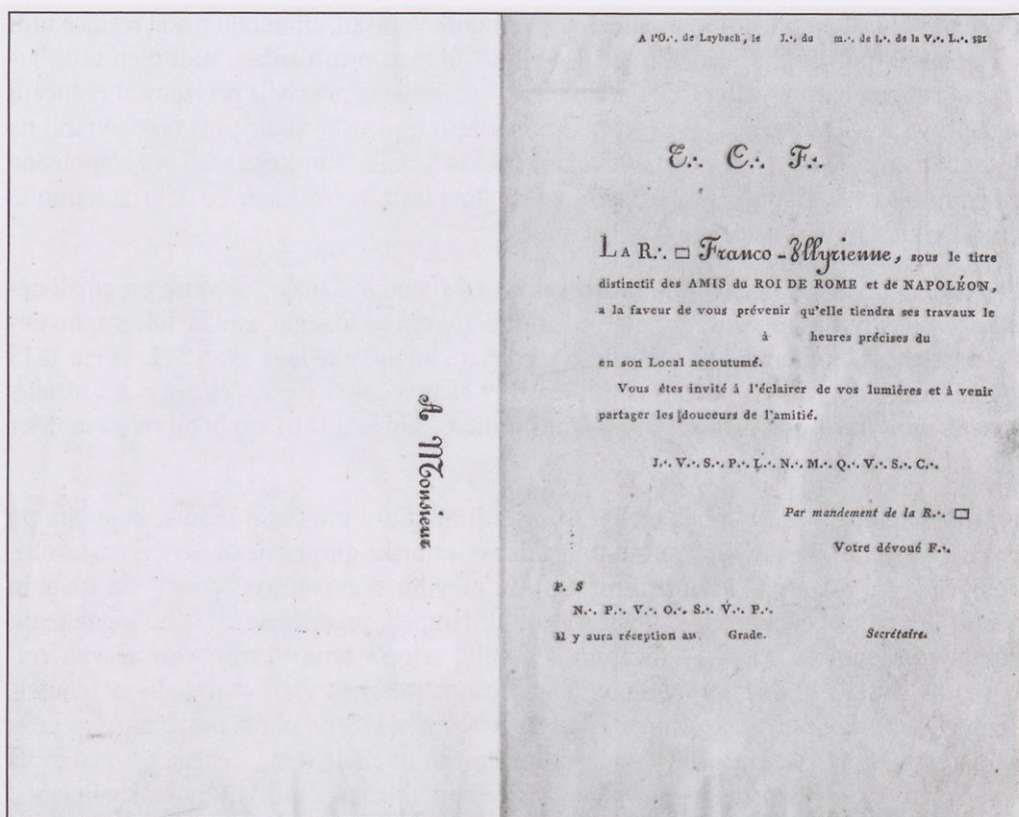 A Monsieur
A l'O∴ de Leybach, le J∴ du m∴ de l∴ de la V∴ L∴ 581
E∴ C∴ F∴
LA R∴ □ Franco-Illyrienne, sous le titre
distinctif des AMIS du ROI DE ROME et de NAPOLÉON,
a la faveur de vous prévenir qu'elle tiendra ses travaux le
à heures précises du
en son Local accoutumé.
Vous êtes invité à l'éclairer de vos lumières et à venir
partager les douceurs de l'amitié.
J∴ V∴ S∴ P∴ L∴ N∴ M∴ Q∴ V∴ S∴ C∴
Par mandement de la R∴ □
Votre dévoué F∴
P. S
N∴ P∴ V∴ O∴ S∴ V∴ P∴
Il y aura réception au Grade. Secrétaire.